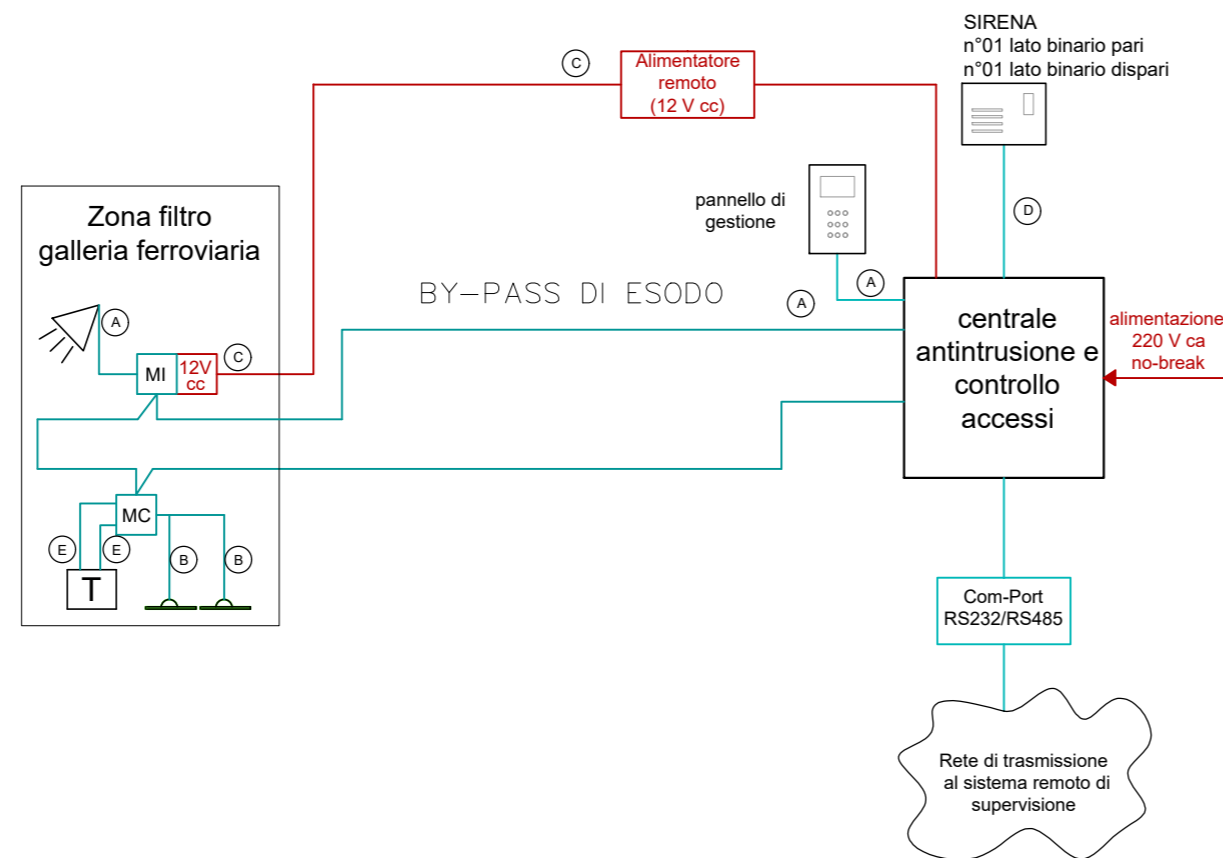 SIRENA
n°01 lato binario pari
n°01 lato binario dispari
C
Alimentatore
remoto
(12 V cc)
pannello di
gestione
D
Zona filtro
galleria ferroviaria
BY-PASS DI ESODO
A
A
centrale
antintrusione e
controllo
accessi
alimentazione
220 V ca
no-break
A
MI
12V
cc
C
MC
E
E
B
B
T
Com-Port
RS232/RS485
Rete di trasmissione
al sistema remoto di
supervisione